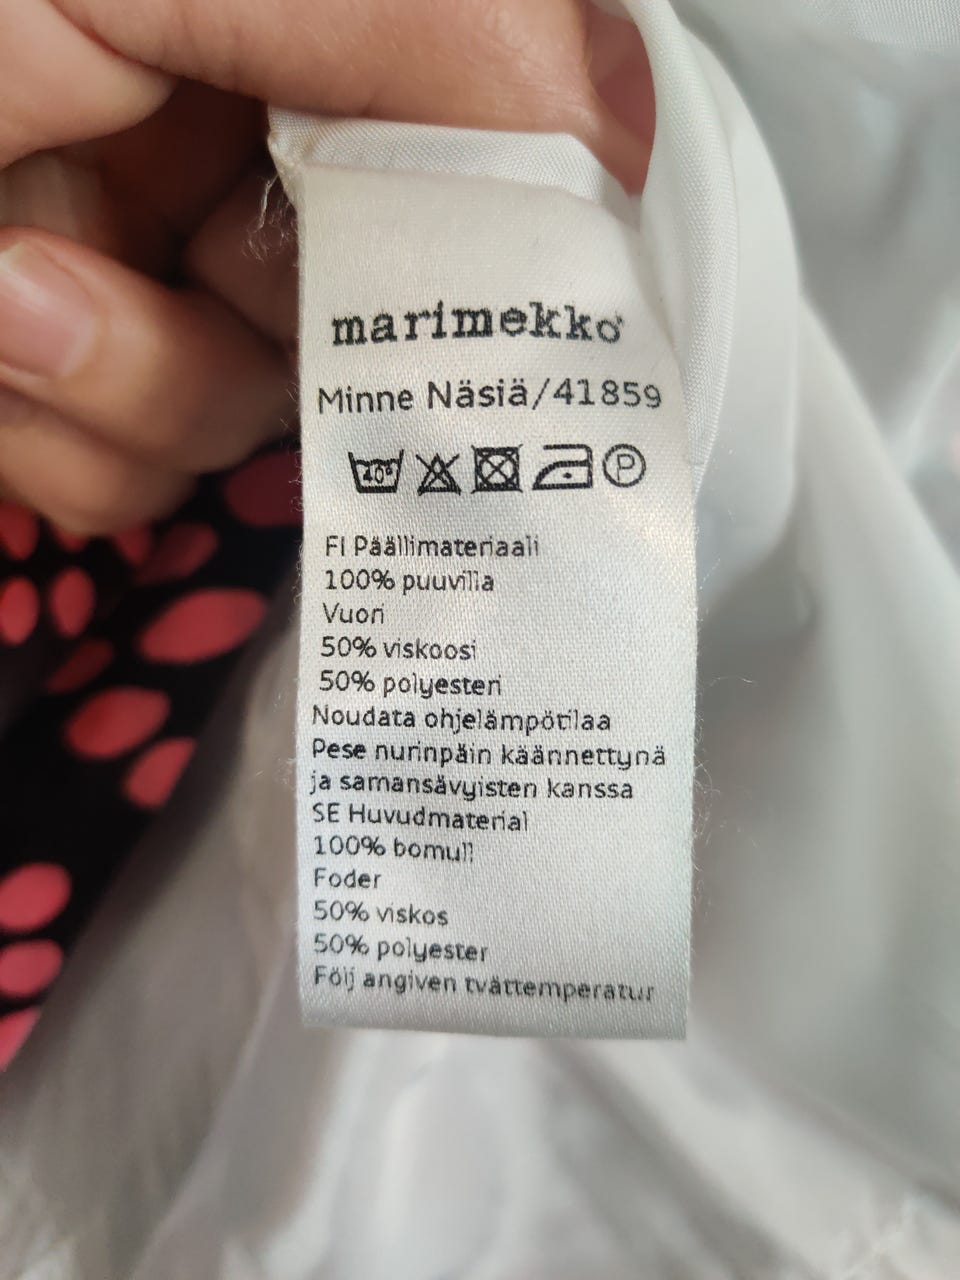 marimekko
Minne Näsiä/41859
40° P
FI Päällimateriaali
100% puuvilla
Vuori
50% viskoosi
50% polyesteri
Noudata ohjelämpötilaa
Pese nurinpäin käännettynä
ja samansävyisten kanssa
SE Huvudmaterial
100% bomull
Foder
50% viskos
50% polyester
Följ angiven tvättemperatur